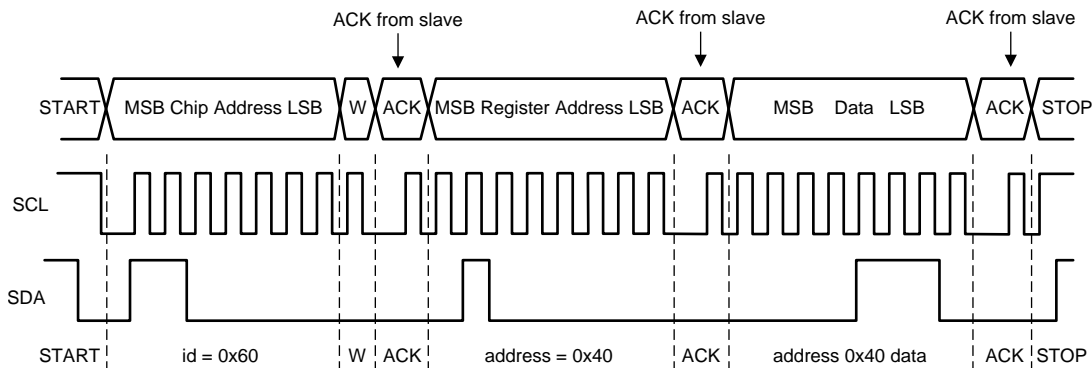 ACK from slave ACK from slave ACK from slave
START MSB Chip Address LSB W ACK MSB Register Address LSB ACK MSB Data LSB ACK STOP
SCL
SDA
START id = 0x60 W ACK address = 0x40 ACK address 0x40 data ACK STOP